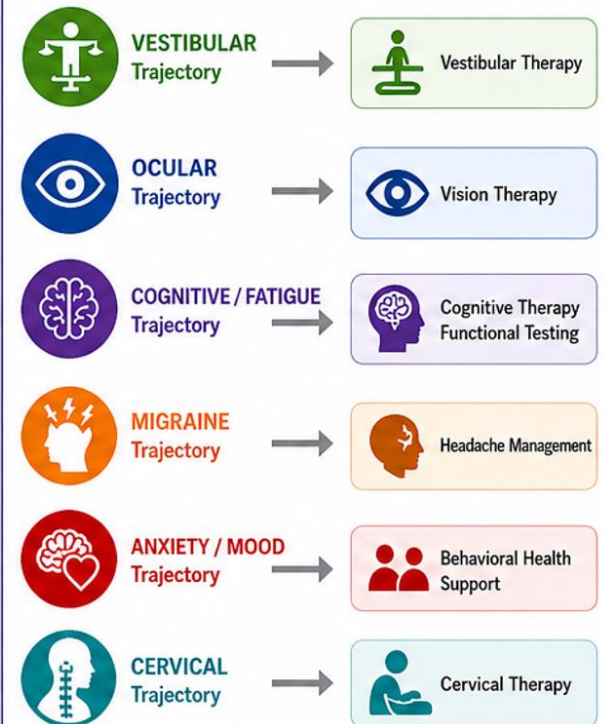 VESTIBULAR
Trajectory
Vestibular Therapy
OCULAR
Trajectory
Vision Therapy
COGNITIVE / FATIGUE
Trajectory
Cognitive Therapy
Functional Testing
MIGRAINE
Trajectory
Headache Management
ANXIETY / MOOD
Trajectory
Behavioral Health
Support
CERVICAL
Trajectory
Cervical Therapy